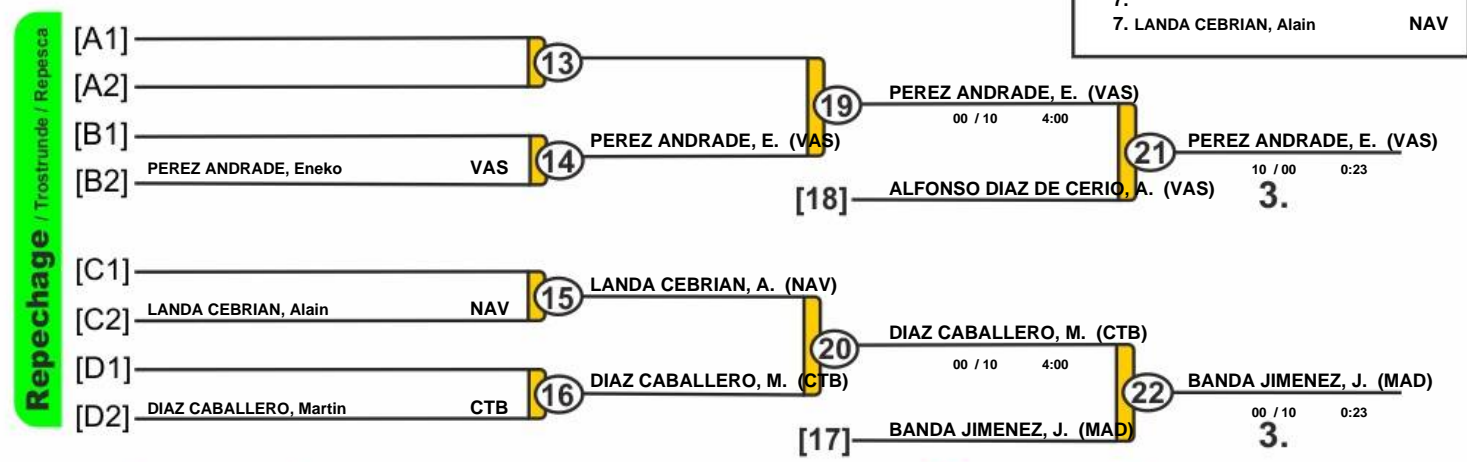 7.
7. LANDA CEBRIAN, Alain NAV
Repechage / Trostrunde / Repesca
[A1]
[A2]
13
[B1]
[B2] PEREZ ANDRADE, Eneko VAS
14
PEREZ ANDRADE, E. (VAS)
19
PEREZ ANDRADE, E. (VAS)
00 / 10 4:00
[18] ALFONSO DIAZ DE CERIO, A. (VAS)
21
PEREZ ANDRADE, E. (VAS)
10 / 00 0:23
3.
[C1]
[C2] LANDA CEBRIAN, Alain NAV
15
LANDA CEBRIAN, A. (NAV)
[D1]
[D2] DIAZ CABALLERO, Martin CTB
16
DIAZ CABALLERO, M. (CTB)
20
DIAZ CABALLERO, M. (CTB)
00 / 10 4:00
[17] BANDA JIMENEZ, J. (MAD)
22
BANDA JIMENEZ, J. (MAD)
00 / 10 0:23
3.